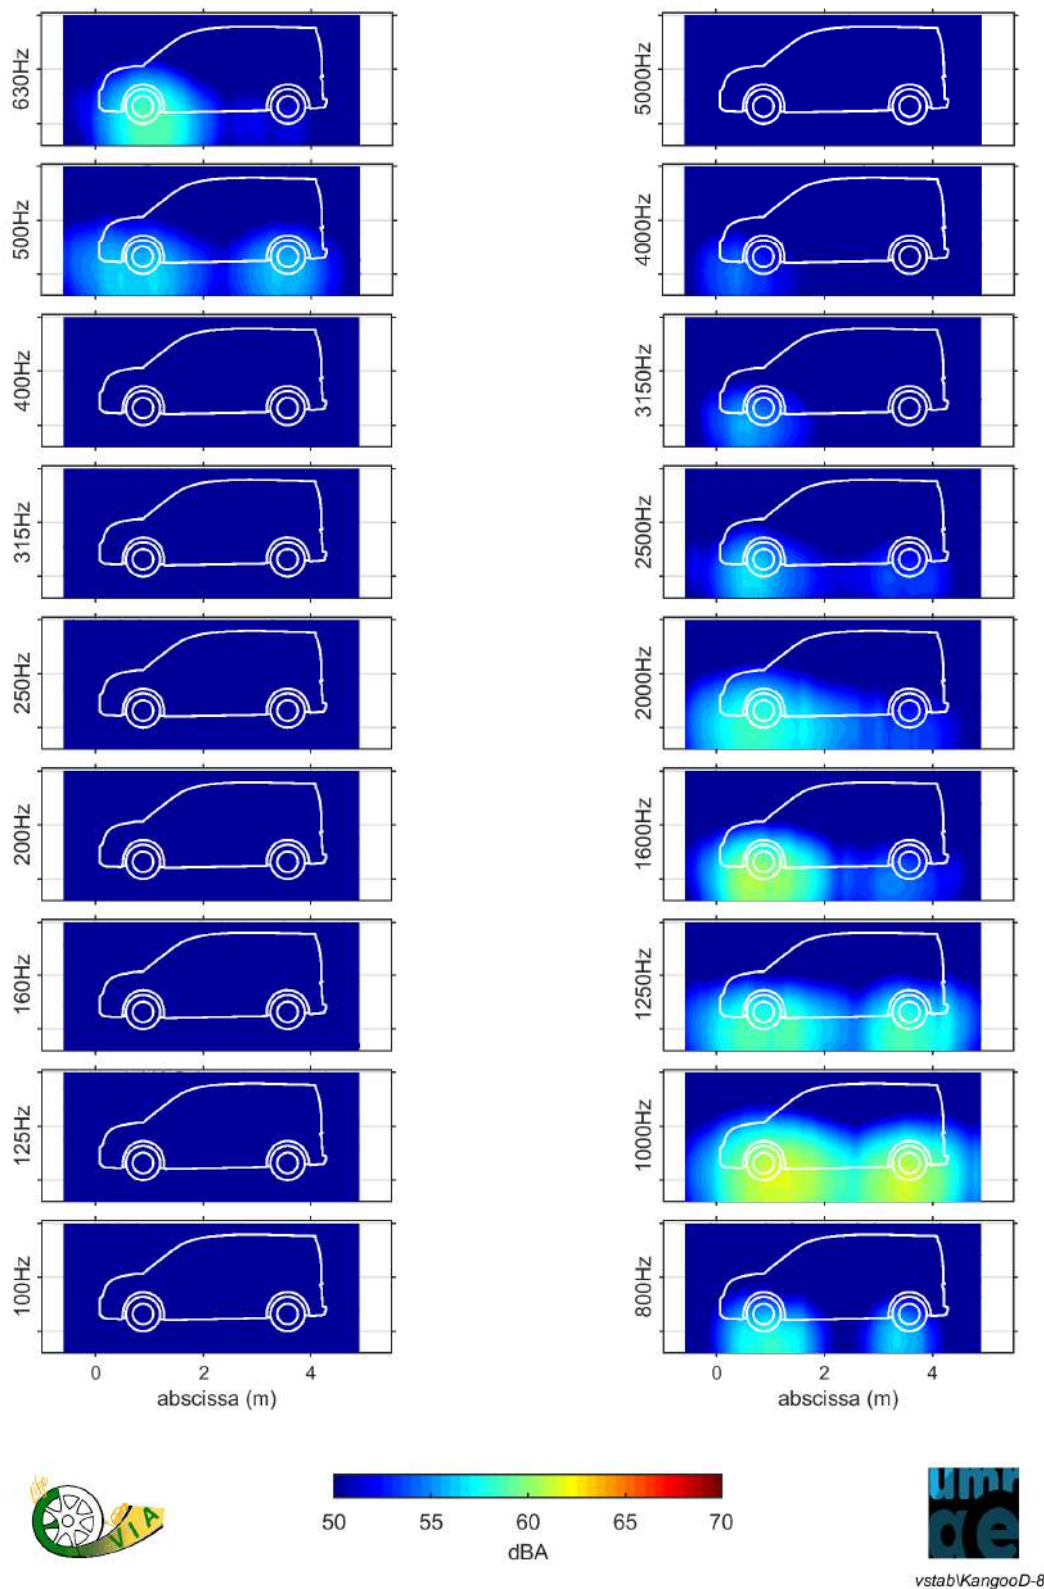 630Hz
500Hz
400Hz
315Hz
250Hz
200Hz
160Hz
125Hz
100Hz
0 2 4
abscissa (m)
5000Hz
4000Hz
3150Hz
2500Hz
2000Hz
1600Hz
1250Hz
1000Hz
800Hz
0 2 4
abscissa (m)
life
VIA
50 55 60 65 70
dBA
umr
ae
vstab\KangooD-8